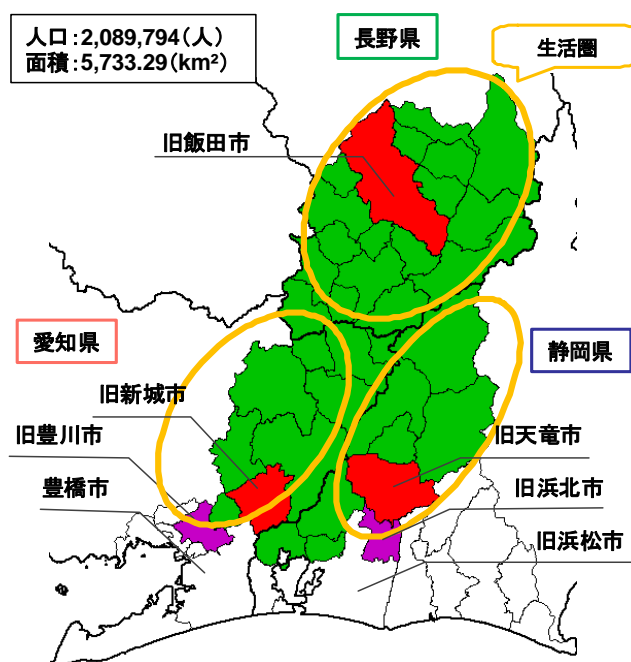 人口:2,089,794(人)
面積:5,733.29(km²)
長野県
生活圏
旧飯田市
愛知県
静岡県
旧新城市
旧豊川市
旧天竜市
豊橋市
旧浜北市
旧浜松市